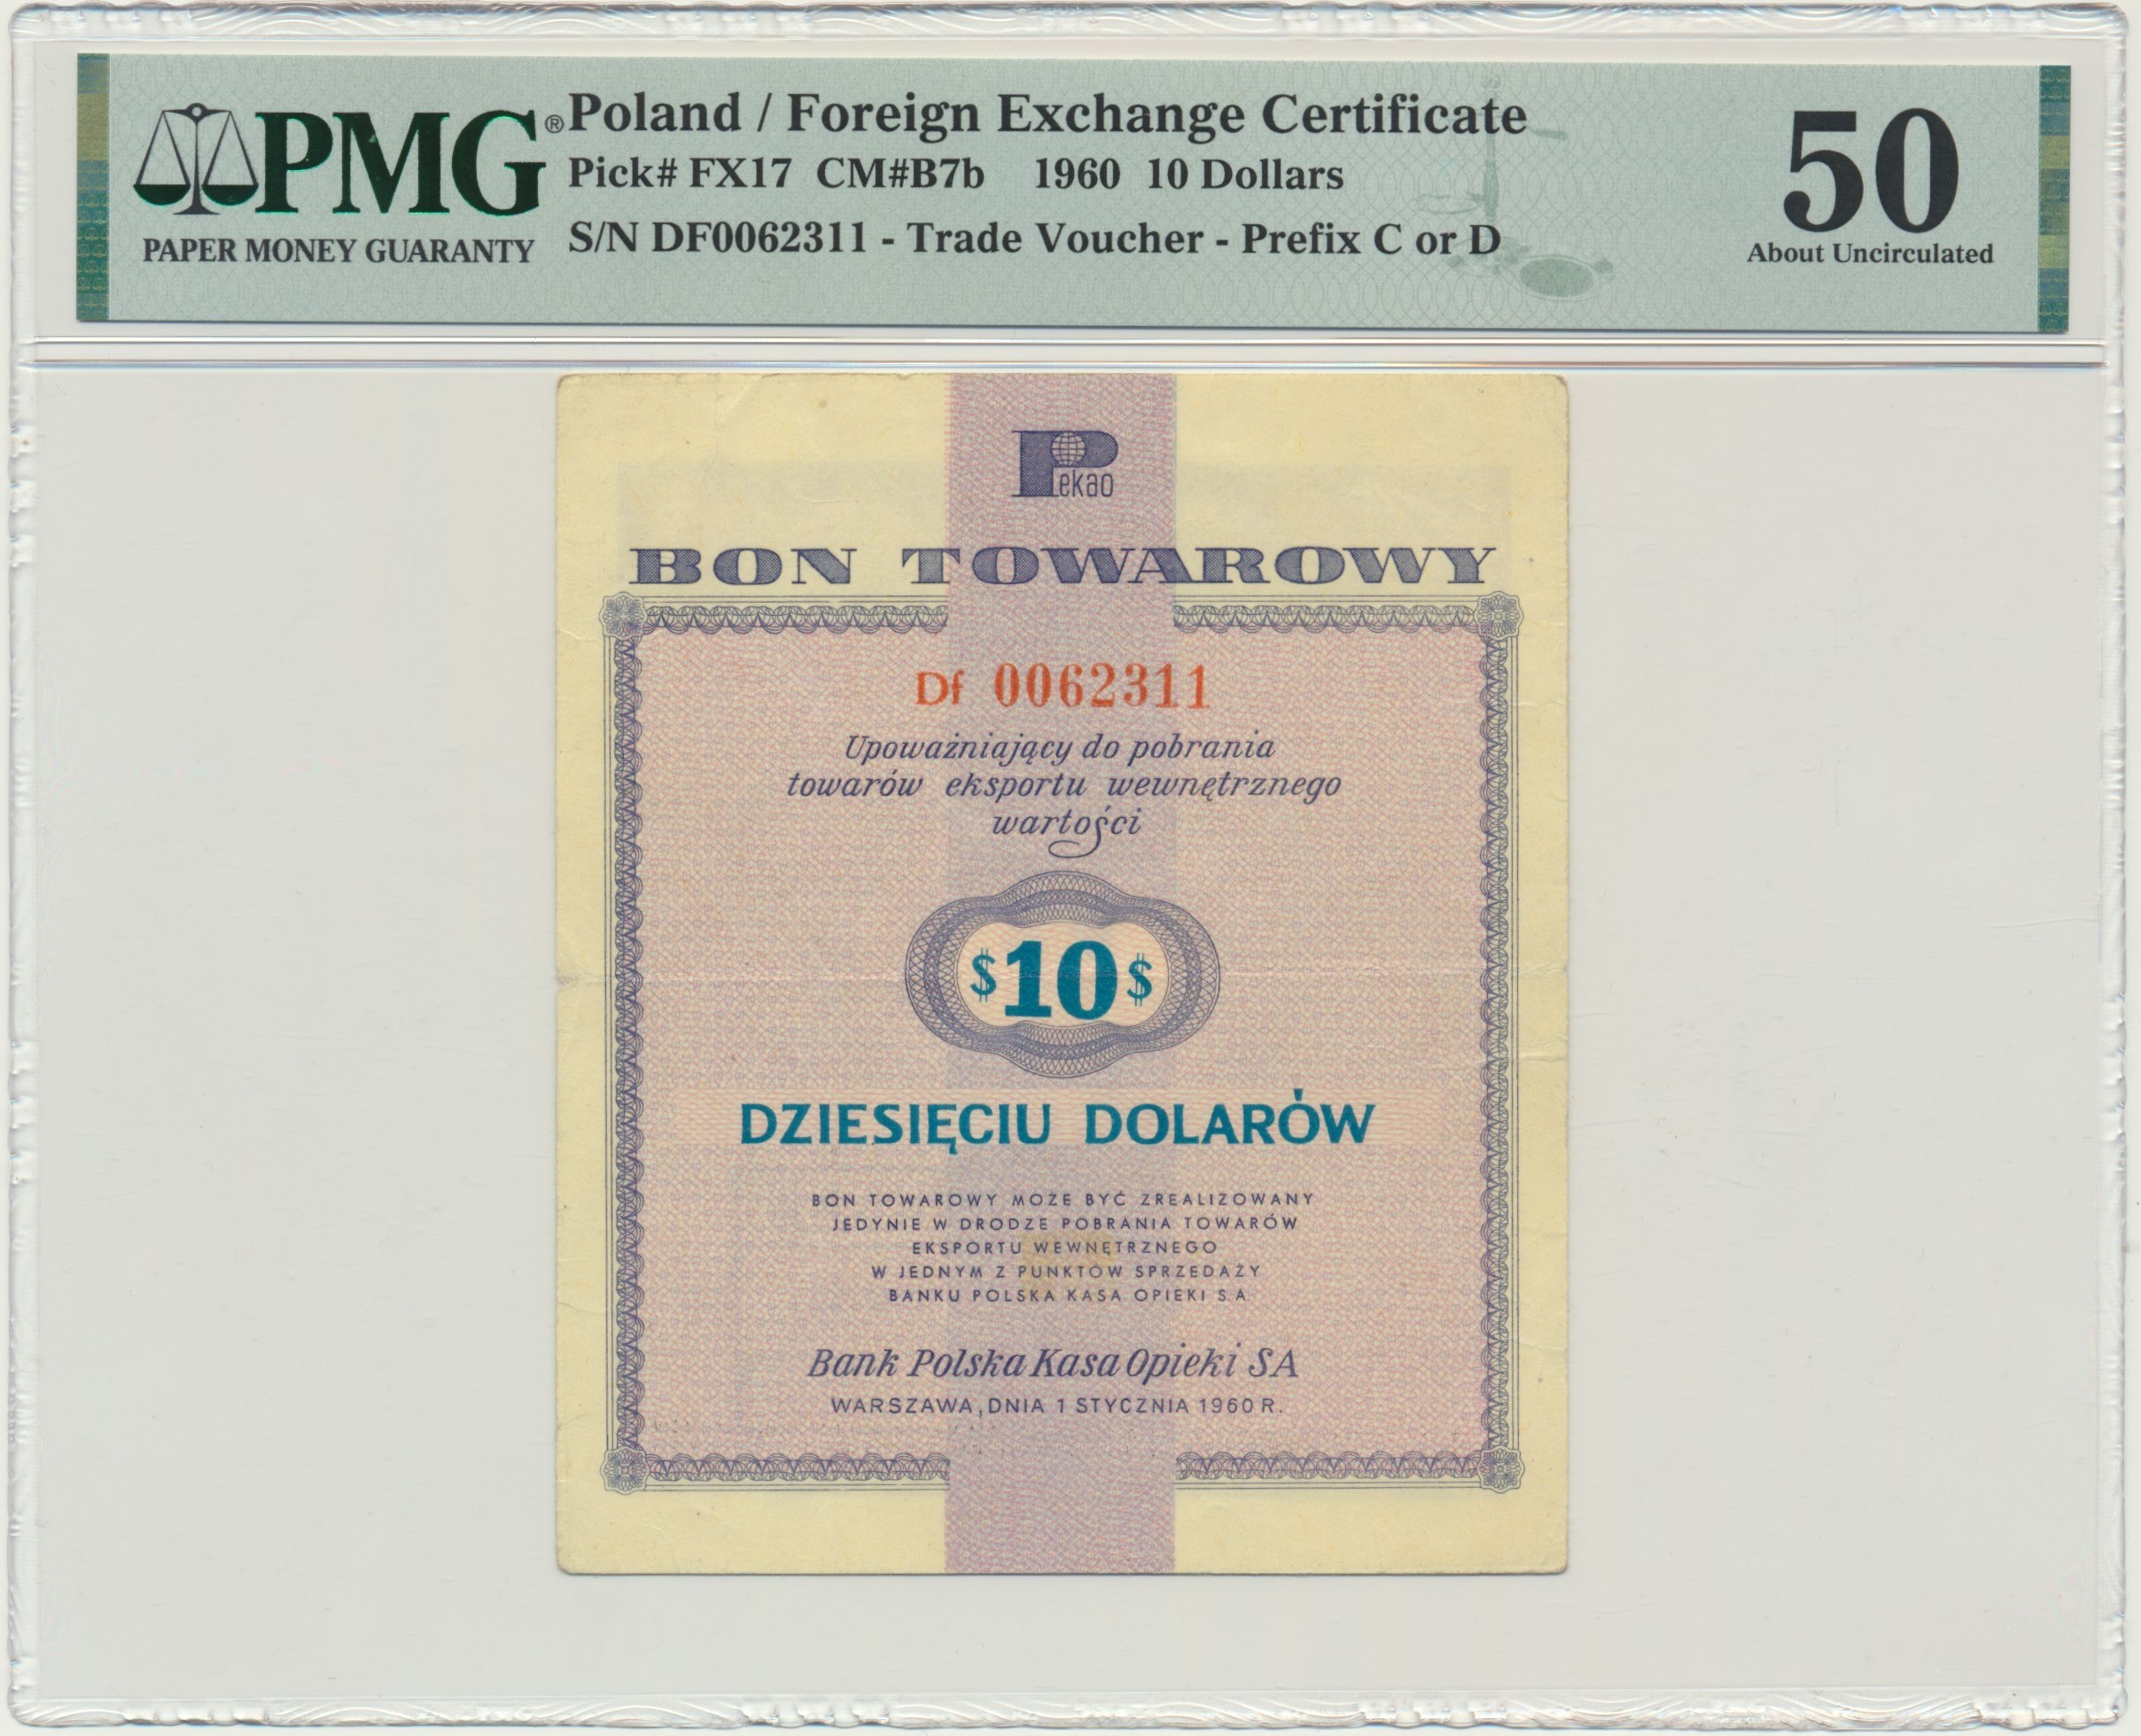 PMG®
PAPER MONEY GUARANTY
Poland / Foreign Exchange Certificate
Pick# FX17 CM#B7b 1960 10 Dollars
S/N DF0062311 - Trade Voucher - Prefix C or D
50
About Uncirculated
Pekao
BON TOWAROWY
Df 0062311
Upoważniający do pobrania
towarów eksportu wewnętrznego
wartości
$10$
DZIESIĘCIU DOLARÓW
BON TOWAROWY MOŻE BYĆ ZREALIZOWANY
JEDYNIE W DRODZE POBRANIA TOWARÓW
EKSPORTU WEWNĘTRZNEGO
W JEDNYM Z PUNKTÓW SPRZEDAŻY
BANKU POLSKA KASA OPIEKI S.A.
Bank Polska Kasa Opieki SA
WARSZAWA, DNIA 1 STYCZNIA 1960 R.